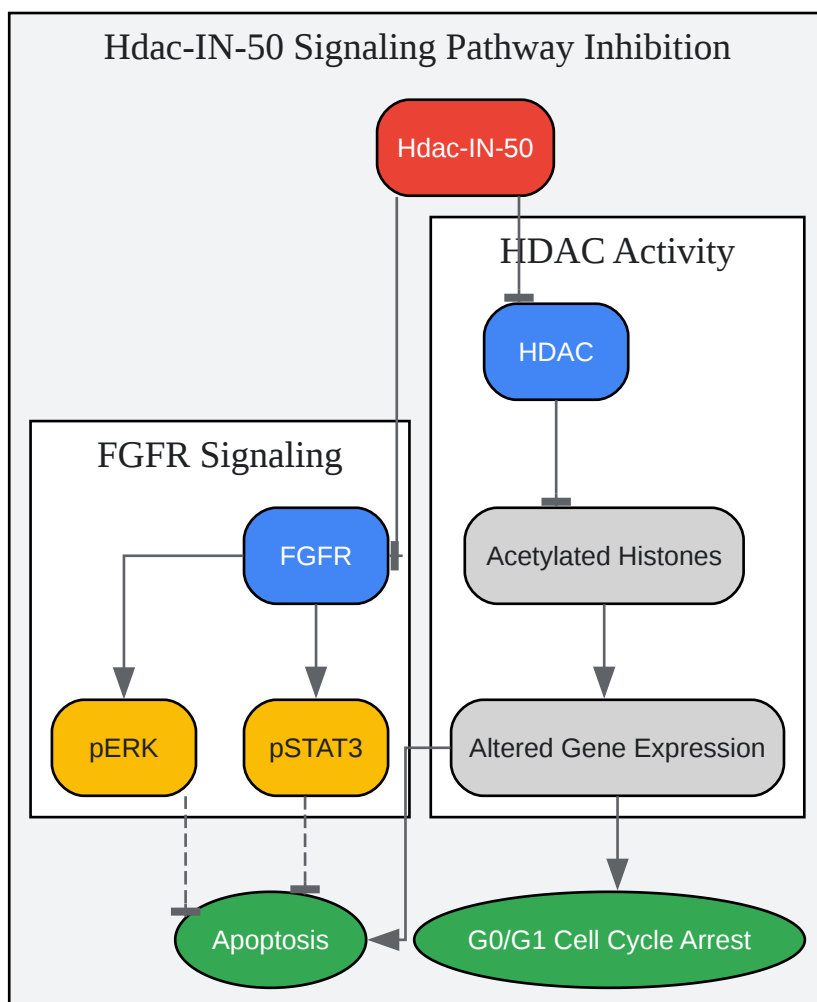 Hdac-IN-50 Signaling Pathway Inhibition
Hdac-IN-50
HDAC Activity
HDAC
FGFR Signaling
FGFR
Acetylated Histones
pERK
pSTAT3
Altered Gene Expression
Apoptosis
G0/G1 Cell Cycle Arrest